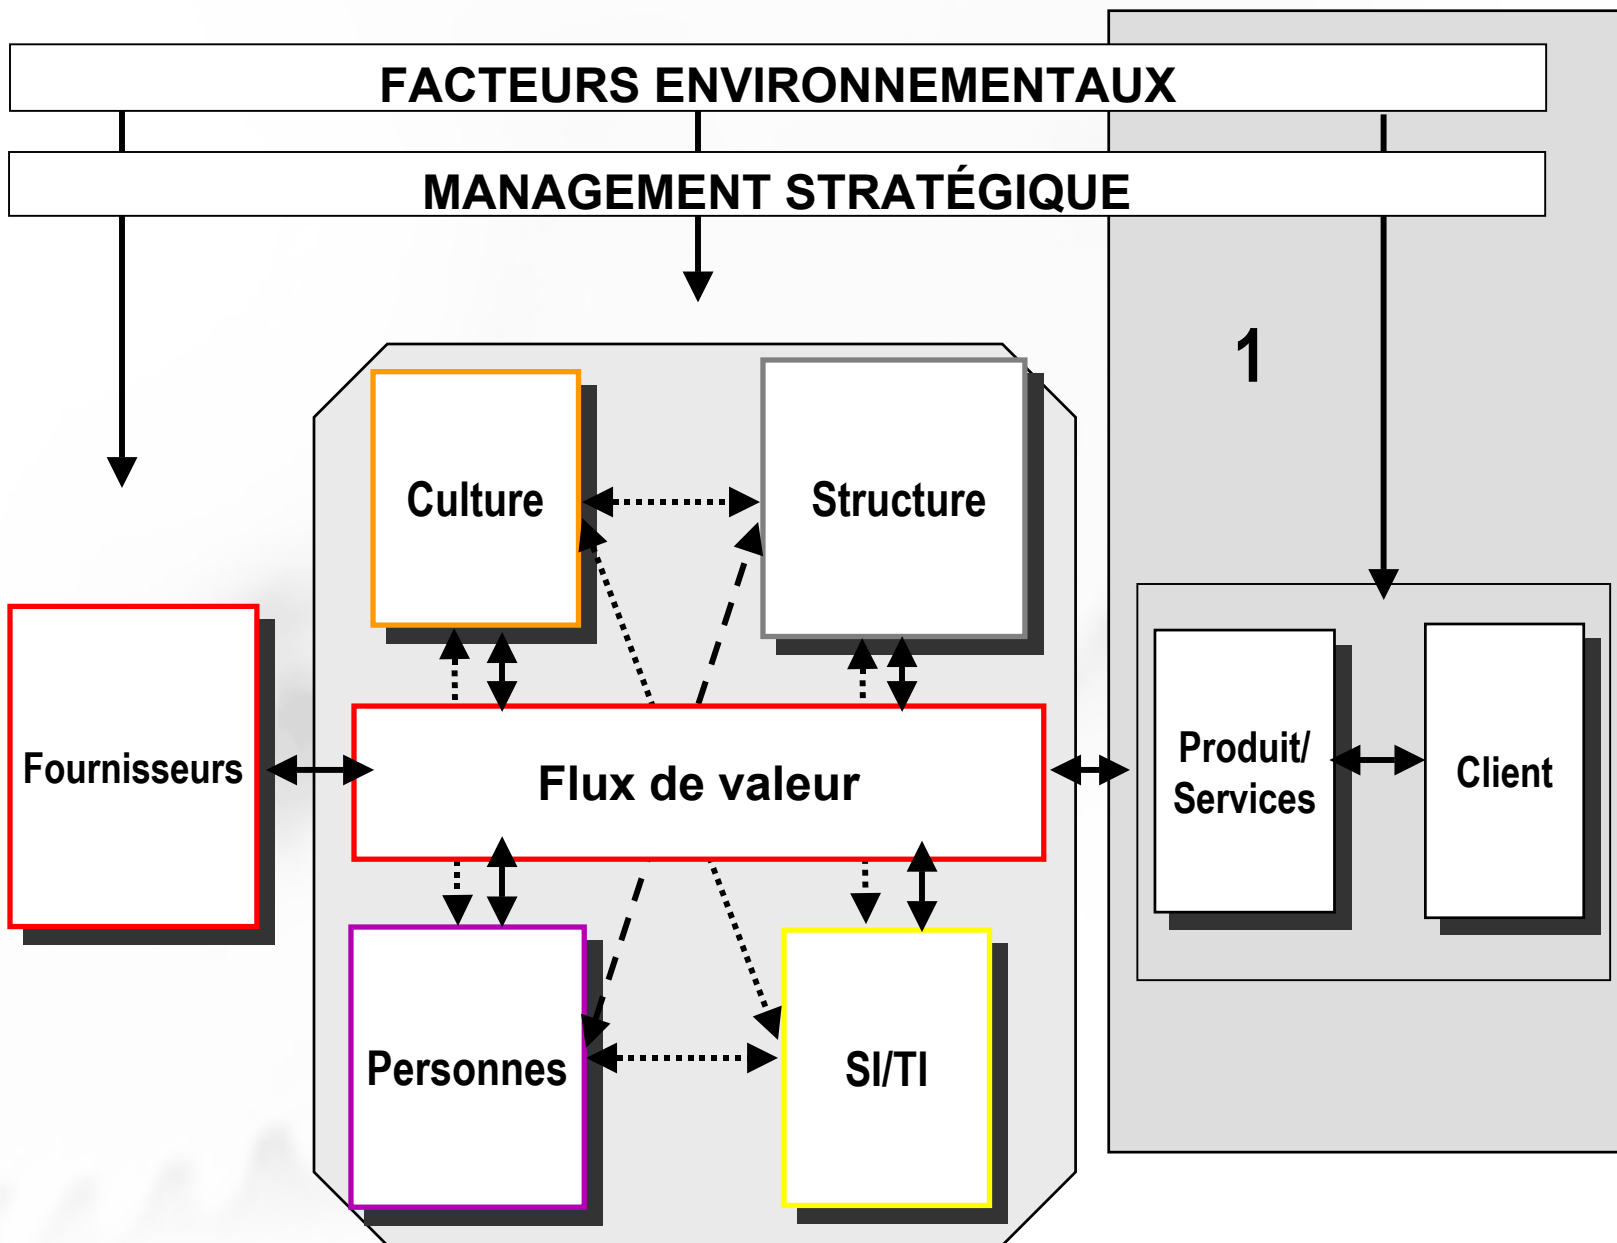 FACTEURS ENVIRONNEMENTAUX
MANAGEMENT STRATÉGIQUE
1
Culture
Structure
Fournisseurs
Flux de valeur
Produit/
Services
Client
Personnes
SI/TI